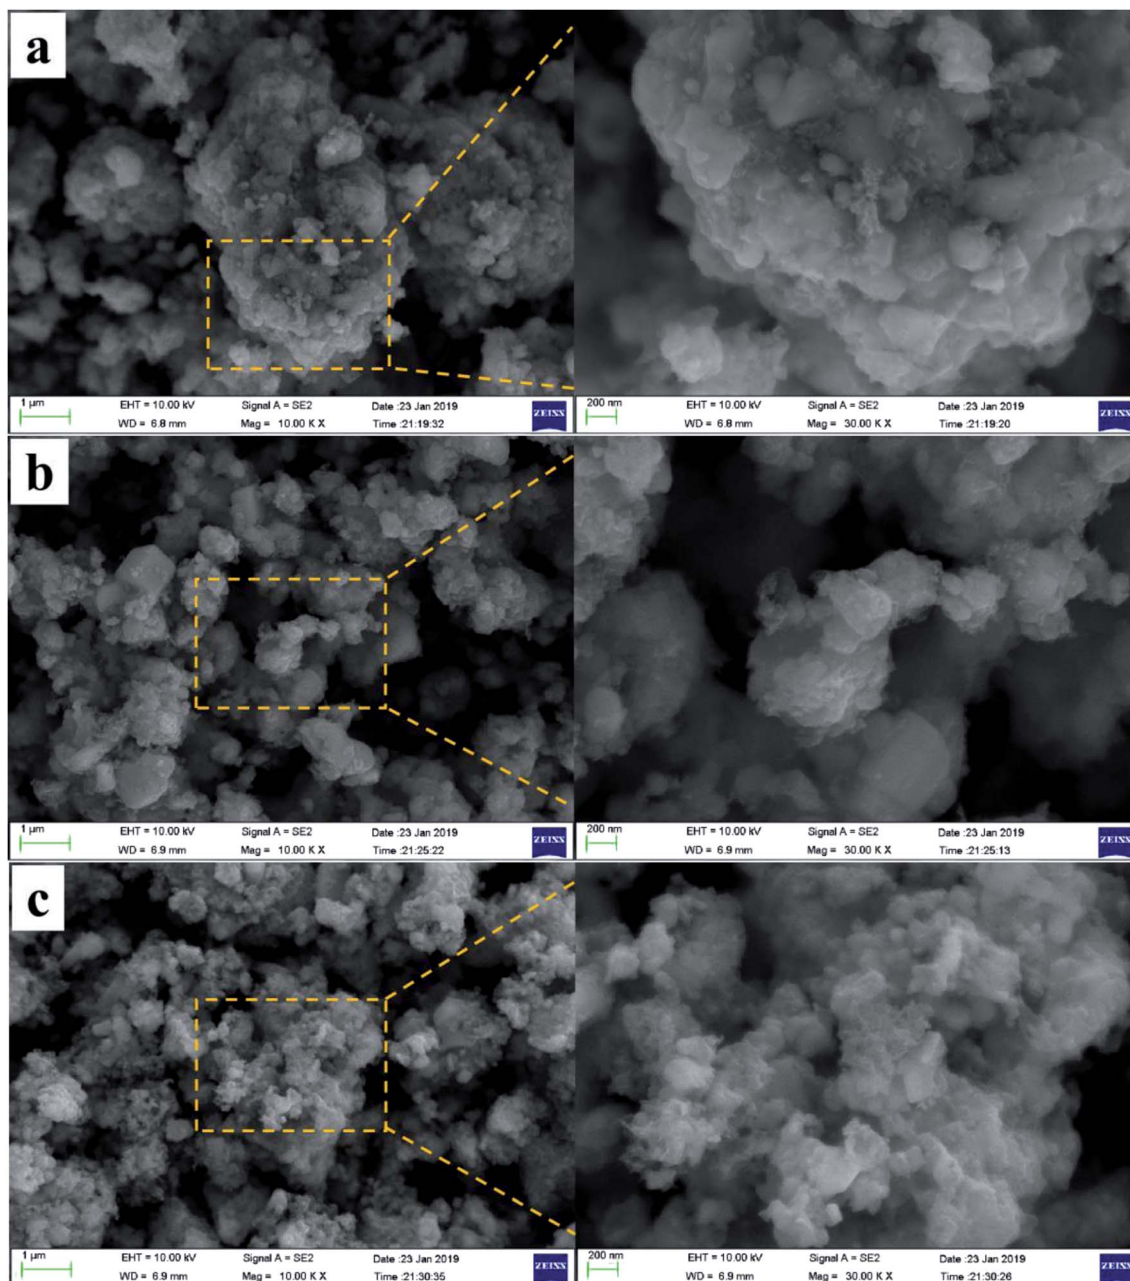 a
1 µm
EHT = 10.00 kV Signal A = SE2 Date :23 Jan 2019
WD = 6.8 mm Mag = 10.00 K X Time :21:19:32
ZEISS
200 nm
EHT = 10.00 kV Signal A = SE2 Date :23 Jan 2019
WD = 6.8 mm Mag = 30.00 K X Time :21:19:20
ZEISS
b
1 µm
EHT = 10.00 kV Signal A = SE2 Date :23 Jan 2019
WD = 6.9 mm Mag = 10.00 K X Time :21:25:22
ZEISS
200 nm
EHT = 10.00 kV Signal A = SE2 Date :23 Jan 2019
WD = 6.9 mm Mag = 30.00 K X Time :21:25:13
ZEISS
c
1 µm
EHT = 10.00 kV Signal A = SE2 Date :23 Jan 2019
WD = 6.9 mm Mag = 10.00 K X Time :21:30:35
ZEISS
200 nm
EHT = 10.00 kV Signal A = SE2 Date :23 Jan 2019
WD = 6.9 mm Mag = 30.00 K X Time :21:30:26
ZEISS